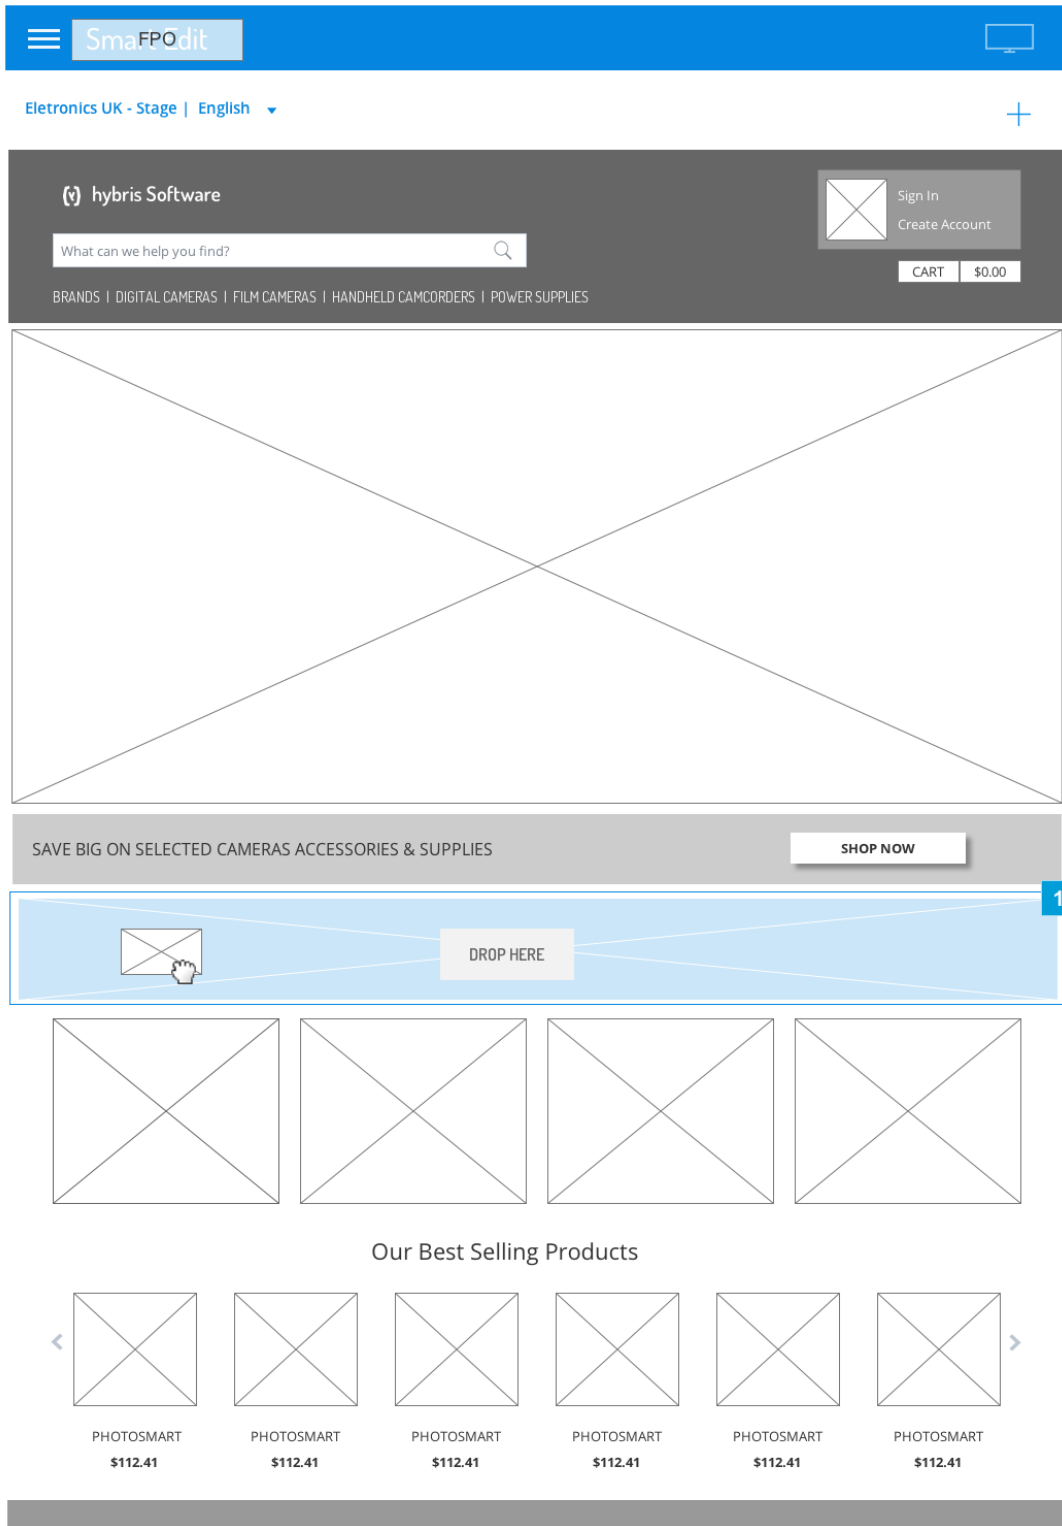 Smart Edit
FPO
Eletronics UK - Stage | English
hybris Software
Sign In
Create Account
What can we help you find?
CART $0.00
BRANDS | DIGITAL CAMERAS | FILM CAMERAS | HANDHELD CAMCORDERS | POWER SUPPLIES
SAVE BIG ON SELECTED CAMERAS ACCESSORIES & SUPPLIES
SHOP NOW
1
DROP HERE
Our Best Selling Products
PHOTOSMART PHOTOSMART PHOTOSMART PHOTOSMART PHOTOSMART PHOTOSMART
$112.41 $112.41 $112.41 $112.41 $112.41 $112.41